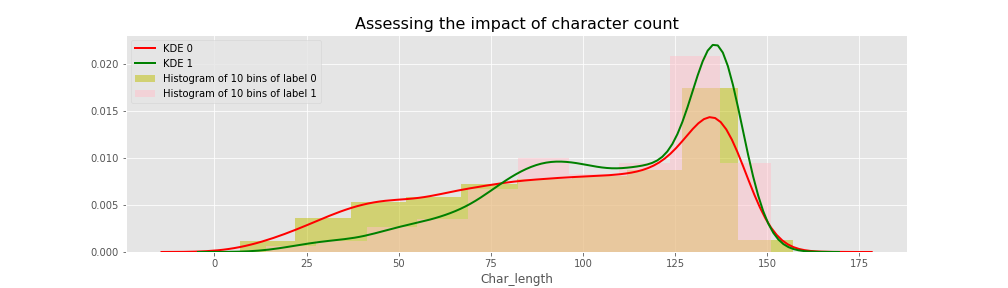 Assessing the impact of character count
KDE 0
KDE 1
Histogram of 10 bins of label 0
Histogram of 10 bins of label 1
0.020
0.015
0.010
0.005
0.000
0 25 50 75 100 125 150 175
Char_length